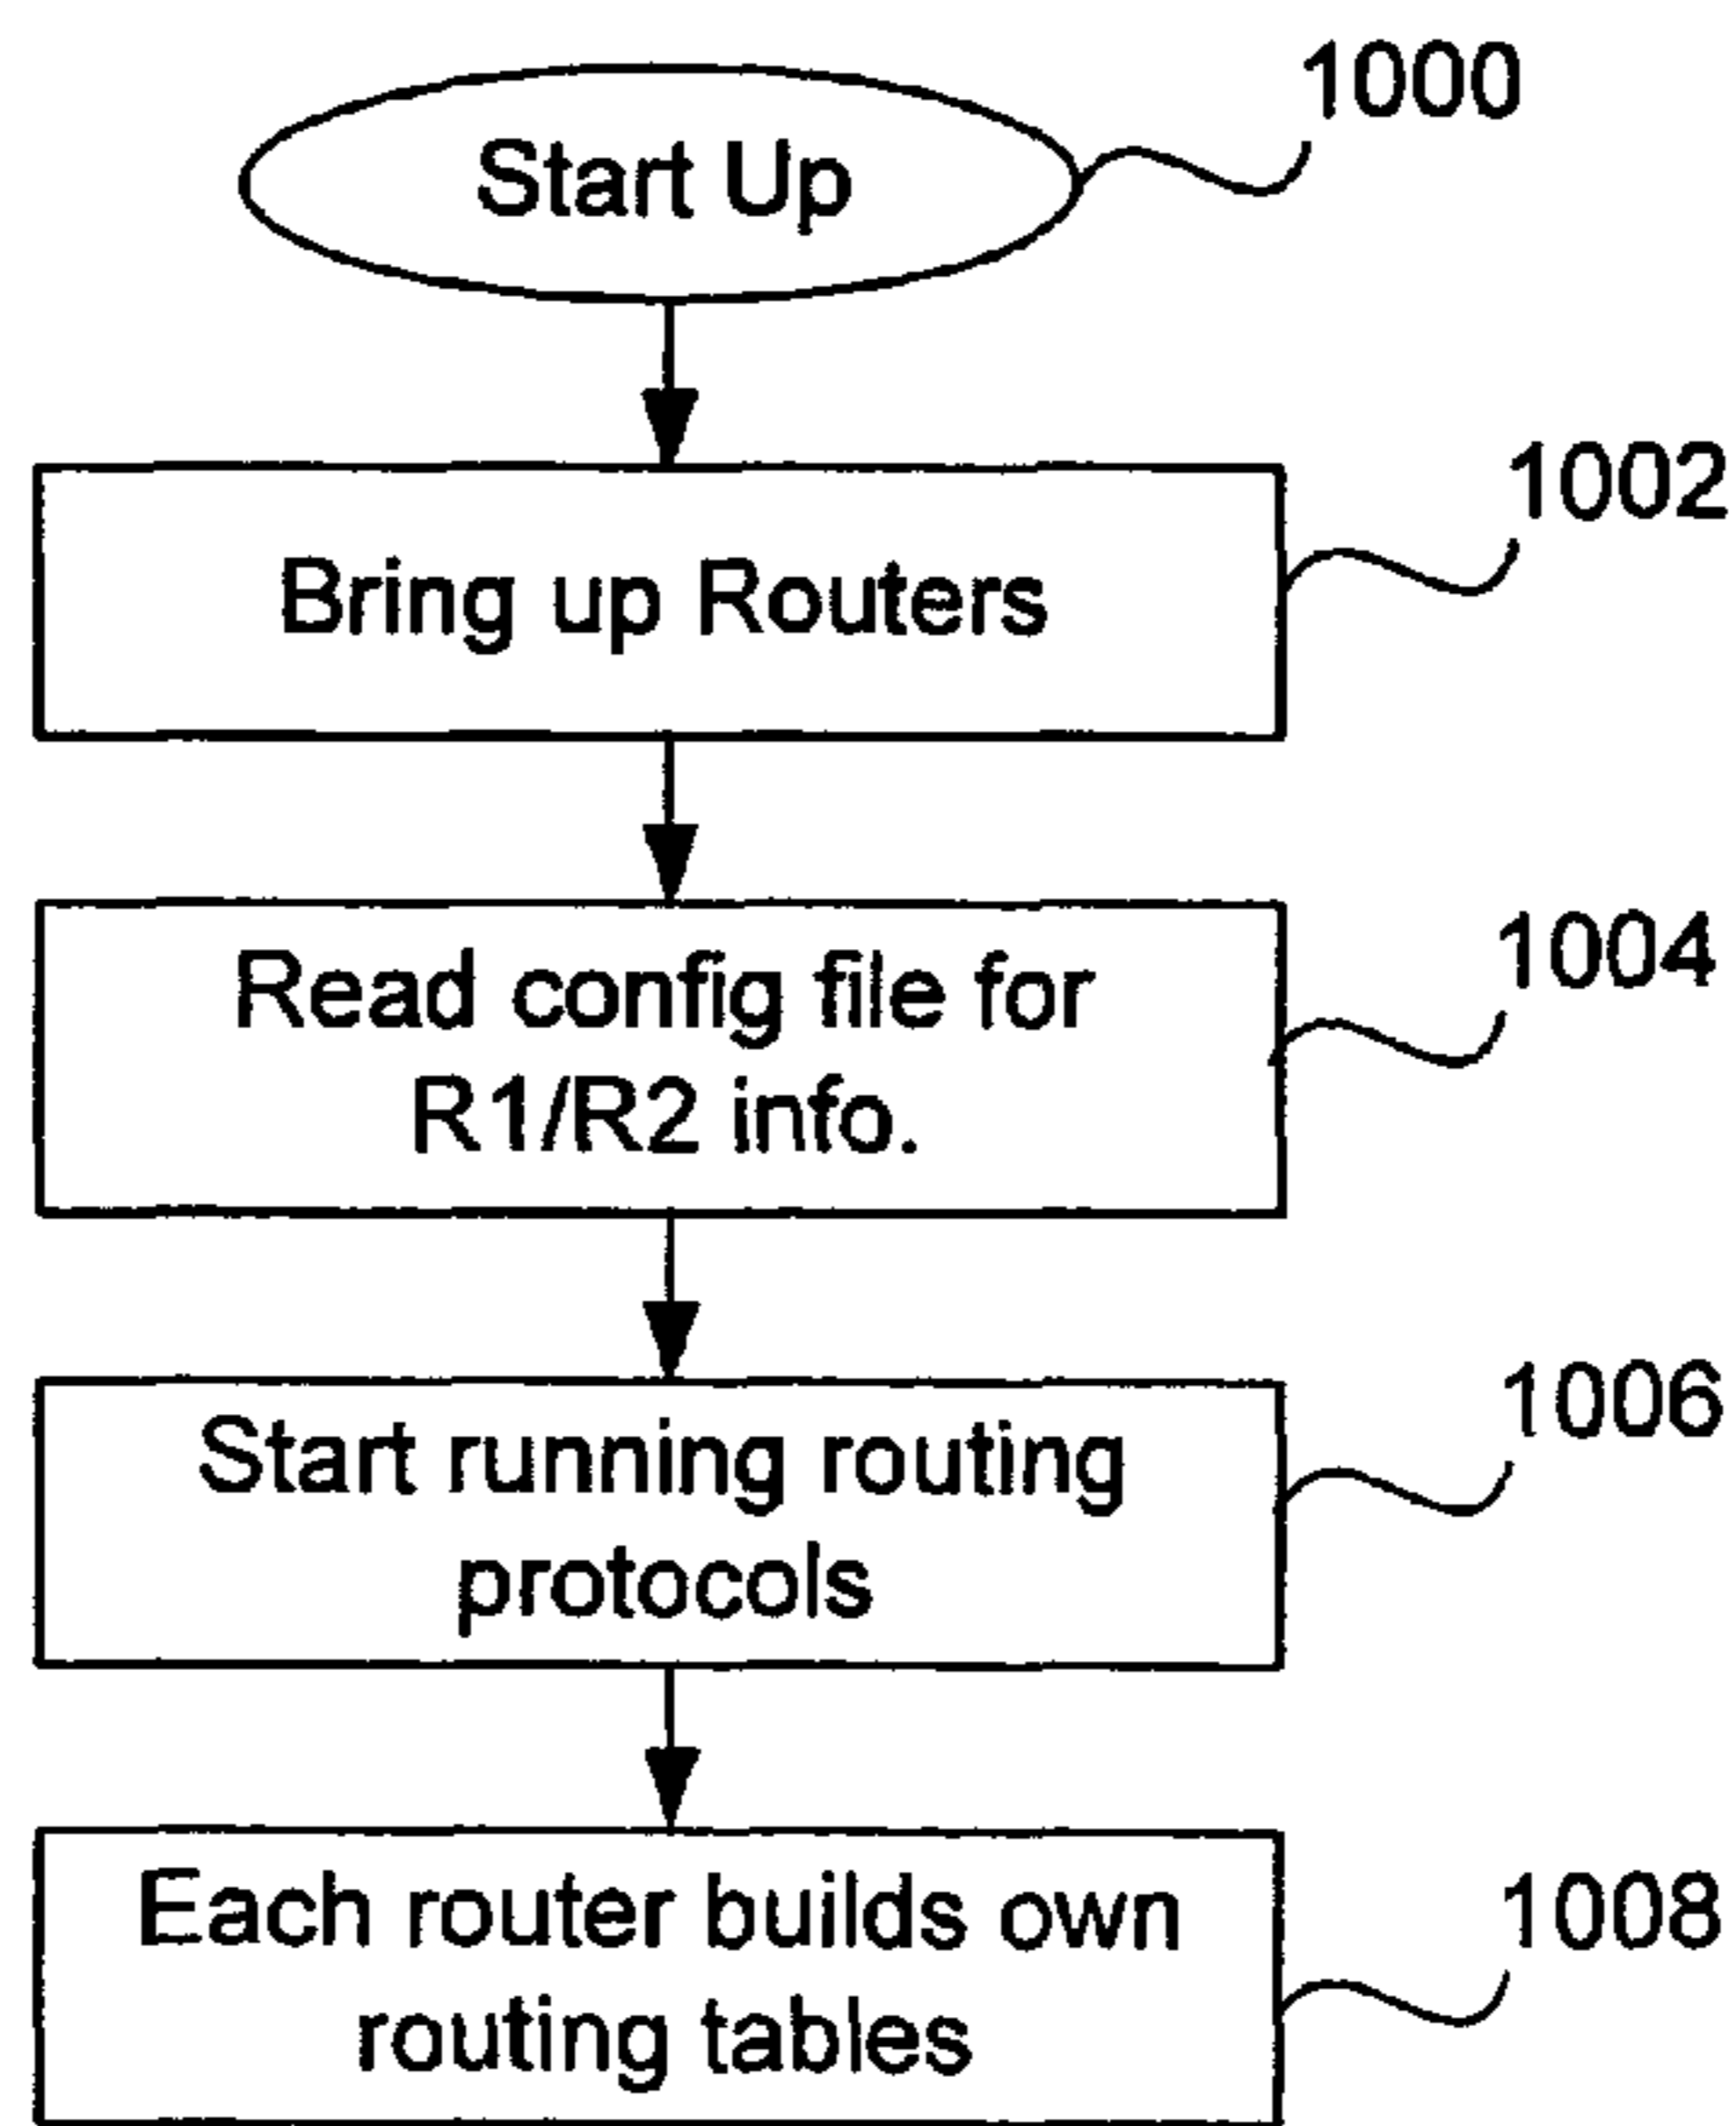 1000
Start Up
1002
Bring up Routers
1004
Read config file for
R1/R2 info.
1006
Start running routing
protocols
1008
Each router builds own
routing tables